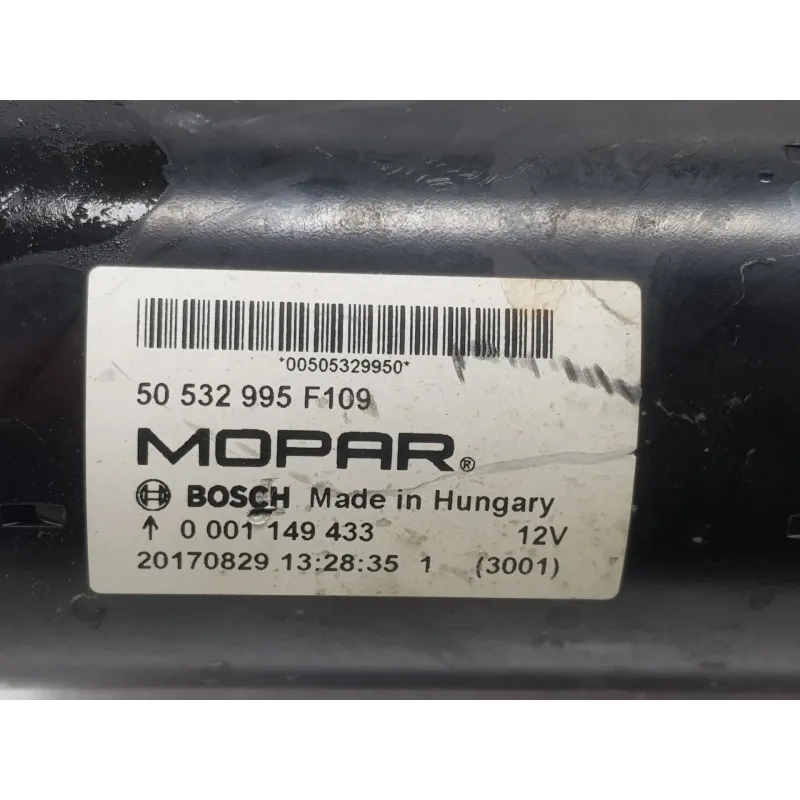 *00505329950*
50 532 995 F109
MOPAR®
BOSCH Made in Hungary
↑ 0 001 149 433 12V
20170829 13:28:35 1 (3001)